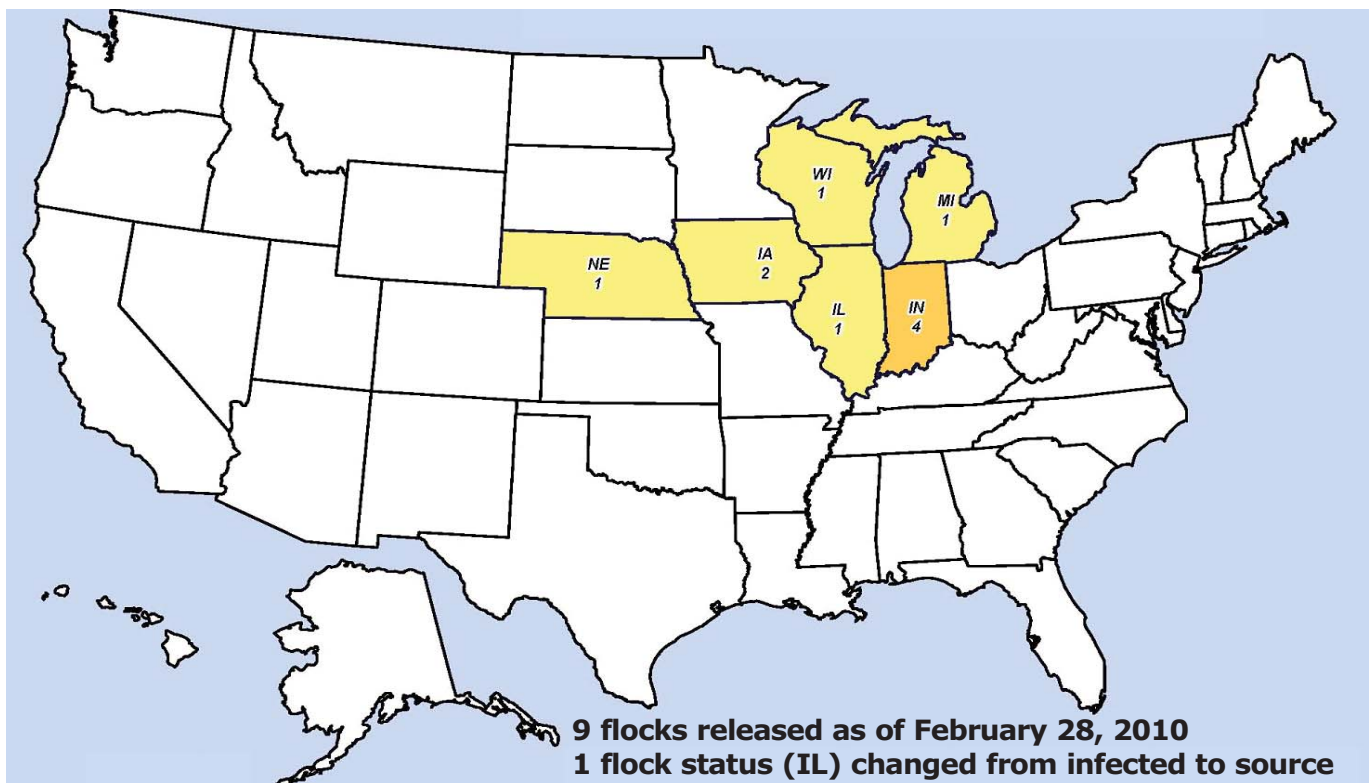 WI
1
MI
1
NE
1
IA
2
IL
1
IN
4
9 flocks released as of February 28, 2010
1 flock status (IL) changed from infected to source